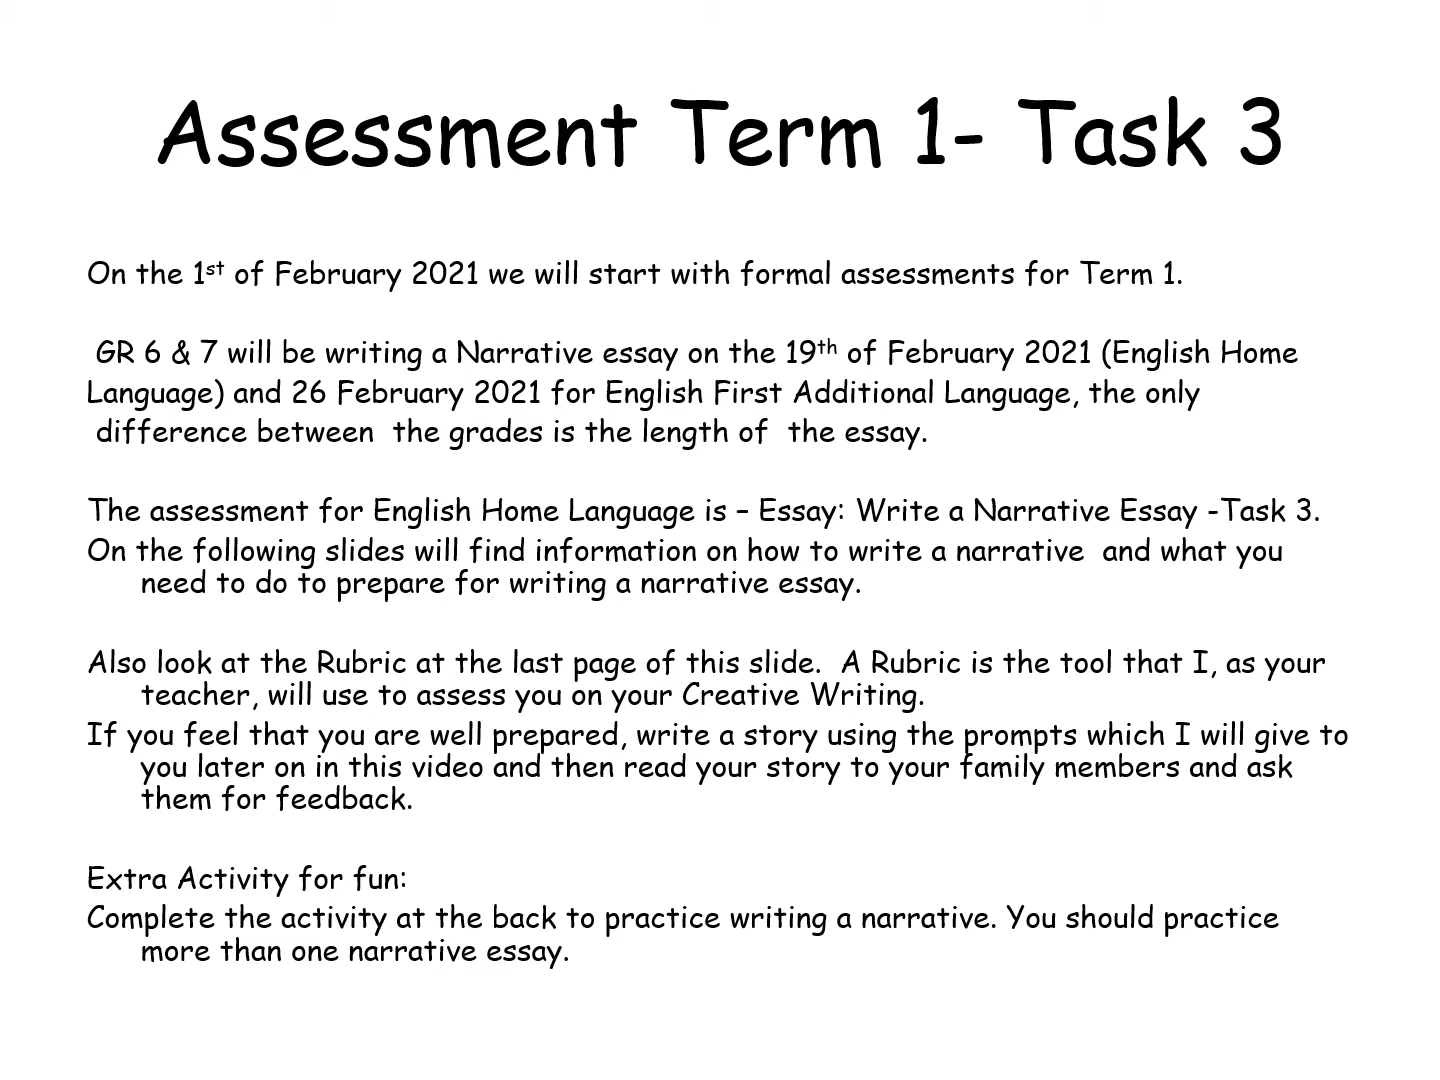 Assessment Term 1- Task 3
On the 1st of February 2021 we will start with formal assessments for Term 1.
GR 6 & 7 will be writing a Narrative essay on the 19th of February 2021 (English Home
Language) and 26 February 2021 for English First Additional Language, the only
difference between the grades is the length of the essay.
The assessment for English Home Language is – Essay: Write a Narrative Essay -Task 3.
On the following slides will find information on how to write a narrative and what you
need to do to prepare for writing a narrative essay.
Also look at the Rubric at the last page of this slide. A Rubric is the tool that I, as your
teacher, will use to assess you on your Creative Writing.
If you feel that you are well prepared, write a story using the prompts which I will give to
you later on in this video and then read your story to your family members and ask
them for feedback.
Extra Activity for fun:
Complete the activity at the back to practice writing a narrative. You should practice
more than one narrative essay.